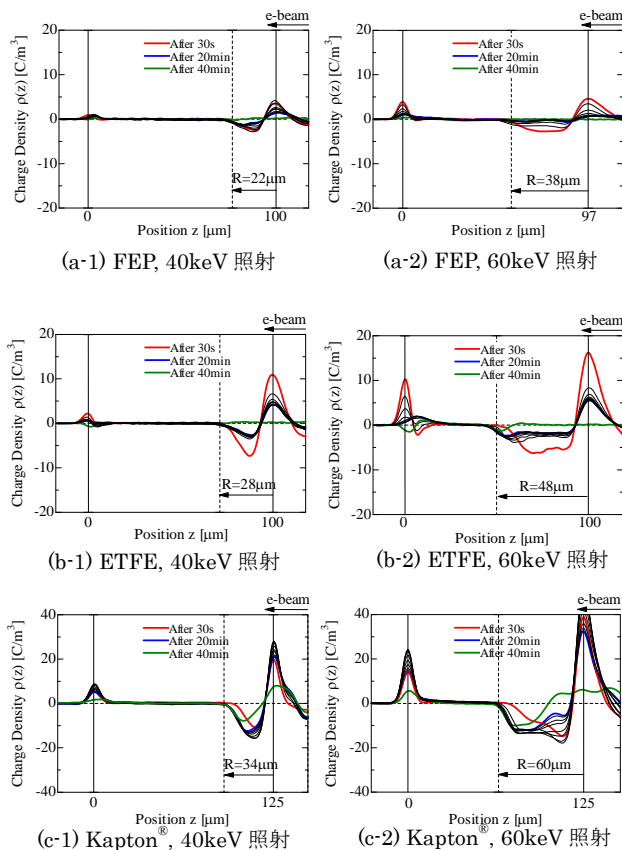 e-beam
Charge Density ρ(z) [C/m³]
20
10
0
-10
-20
After 30s
After 20min
After 40min
R=22μm
0
100
Position z [μm]
(a-1) FEP, 40keV 照射
e-beam
Charge Density ρ(z) [C/m³]
20
10
0
-10
-20
After 30s
After 20min
After 40min
R=38μm
0
97
Position z [μm]
(a-2) FEP, 60keV 照射
e-beam
Charge Density ρ(z) [C/m³]
20
10
0
-10
-20
After 30s
After 20min
After 40min
R=28μm
0
100
Position z [μm]
(b-1) ETFE, 40keV 照射
e-beam
Charge Density ρ(z) [C/m³]
20
10
0
-10
-20
After 30s
After 20min
After 40min
R=48μm
0
100
Position z [μm]
(b-2) ETFE, 60keV 照射
e-beam
Charge Density ρ(z) [C/m³]
40
20
0
-20
-40
After 30s
After 20min
After 40min
R=34μm
0
125
Position z [μm]
(c-1) Kapton®, 40keV 照射
e-beam
Charge Density ρ(z) [C/m³]
40
20
0
-20
-40
After 30s
After 20min
After 40min
R=60μm
0
125
Position z [μm]
(c-2) Kapton®, 60keV 照射